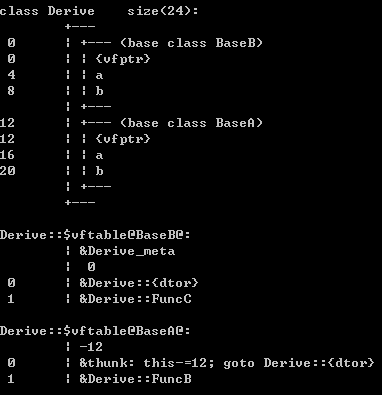 class Derive    size(24):
        +---
 0      | +--- (base class BaseB)
 0      | | {vfptr}
 4      | | a
 8      | | b
        | +---
12      | +--- (base class BaseA)
12      | | {vfptr}
16      | | a
20      | | b
        | +---
        +---
Derive::$vftable@BaseB@:
        | &Derive_meta
        |  0
 0      | &Derive::{dtor}
 1      | &Derive::FuncC
Derive::$vftable@BaseA@:
        | -12
 0      | &thunk: this-=12; goto Derive::{dtor}
 1      | &Derive::FuncB